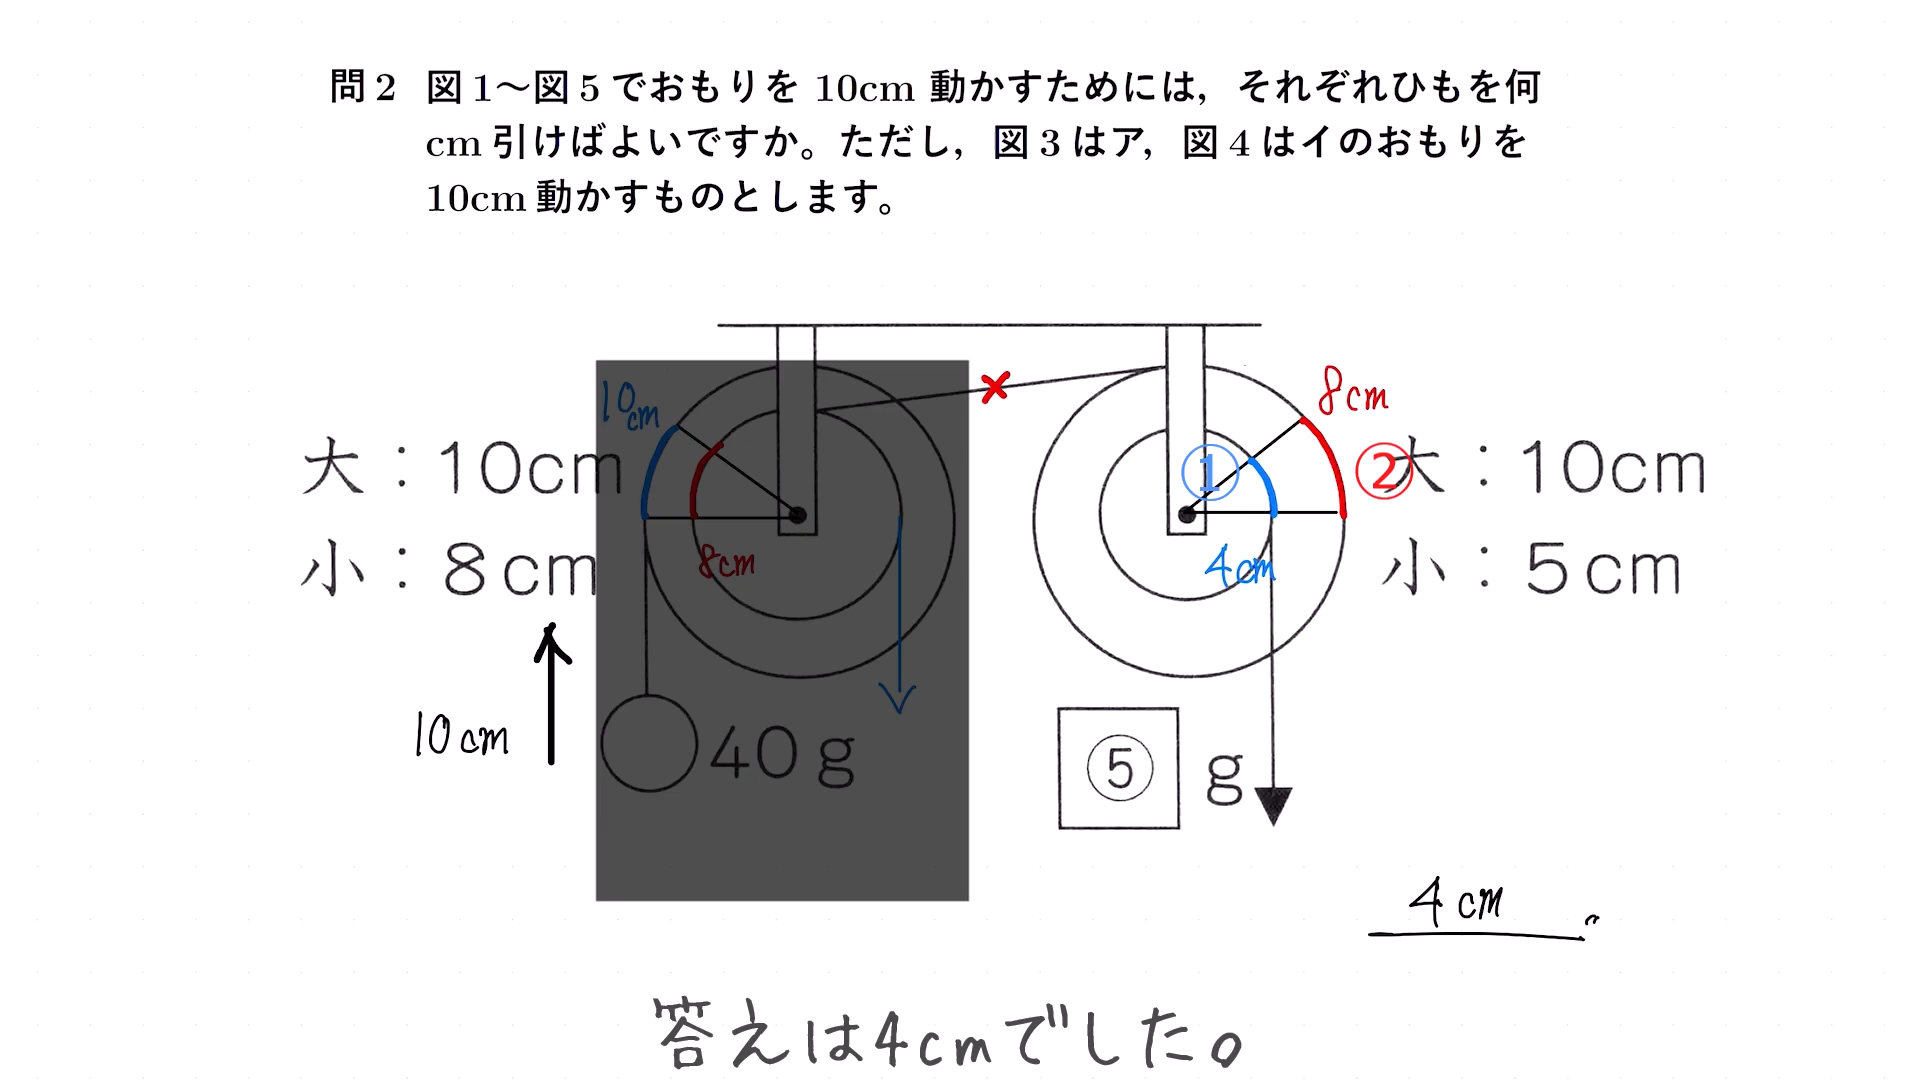 問2 図1～図5でおもりを10cm 動かすためには，それぞれひもを何
cm引けばよいですか。ただし，図3はア，図4はイのおもりを
10cm動かすものとします。
10cm
8cm
大：10cm
①
②
大：10cm
小：8cm
8cm
4cm
小：5cm
10cm
40g
⑤ g
4cm
答えは4cmでした。